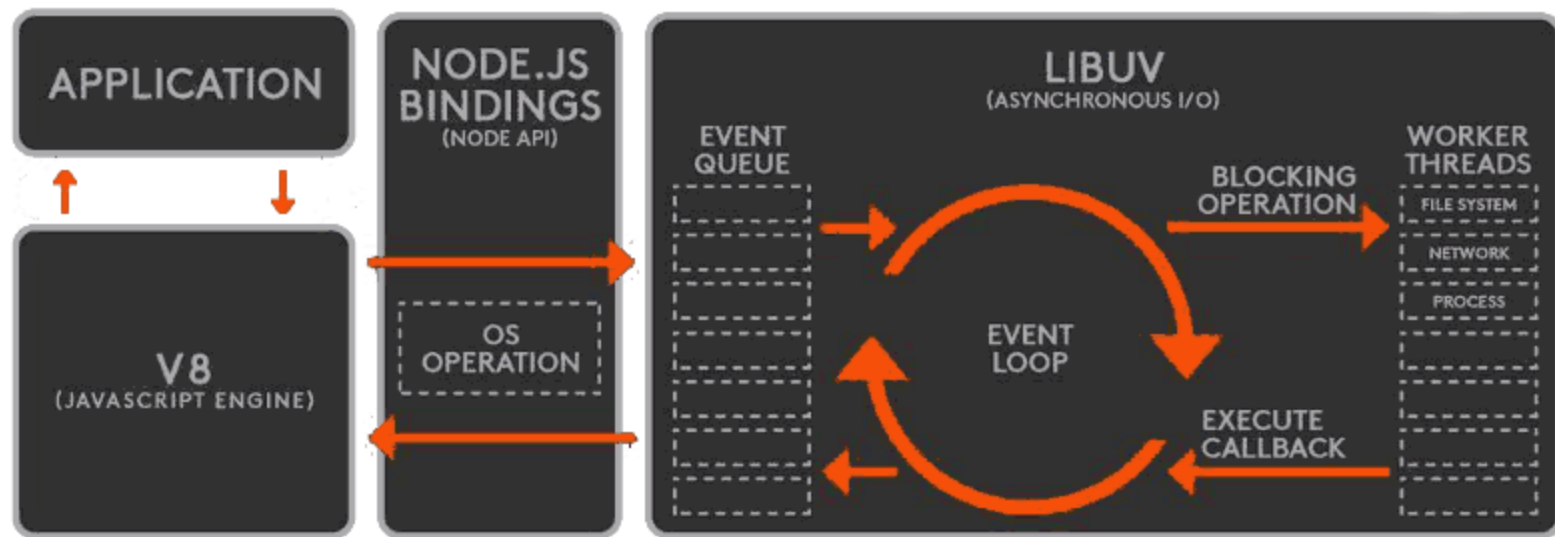 APPLICATION
V8
(JAVASCRIPT ENGINE)
NODE.JS
BINDINGS
(NODE API)
OS
OPERATION
LIBUV
(ASYNCHRONOUS I/O)
EVENT
QUEUE
EVENT
LOOP
BLOCKING
OPERATION
EXECUTE
CALLBACK
WORKER
THREADS
FILE SYSTEM
NETWORK
PROCESS